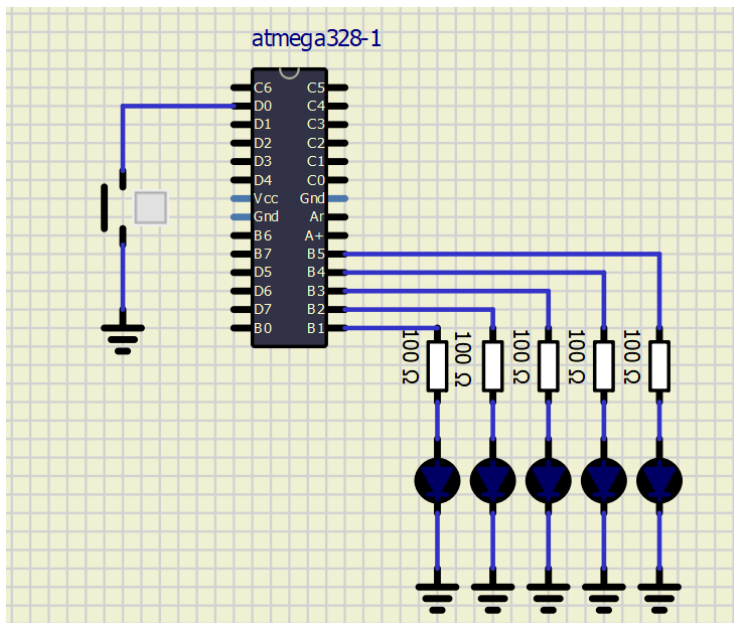 atmega328-1
C6 C5
D0 C4
D1 C3
D2 C2
D3 C1
D4 C0
Vcc Gnd
Gnd Ar
B6 A+
B7 B5
D5 B4
D6 B3
D7 B2
B0 B1
100 Ω
100 Ω
100 Ω
100 Ω
100 Ω